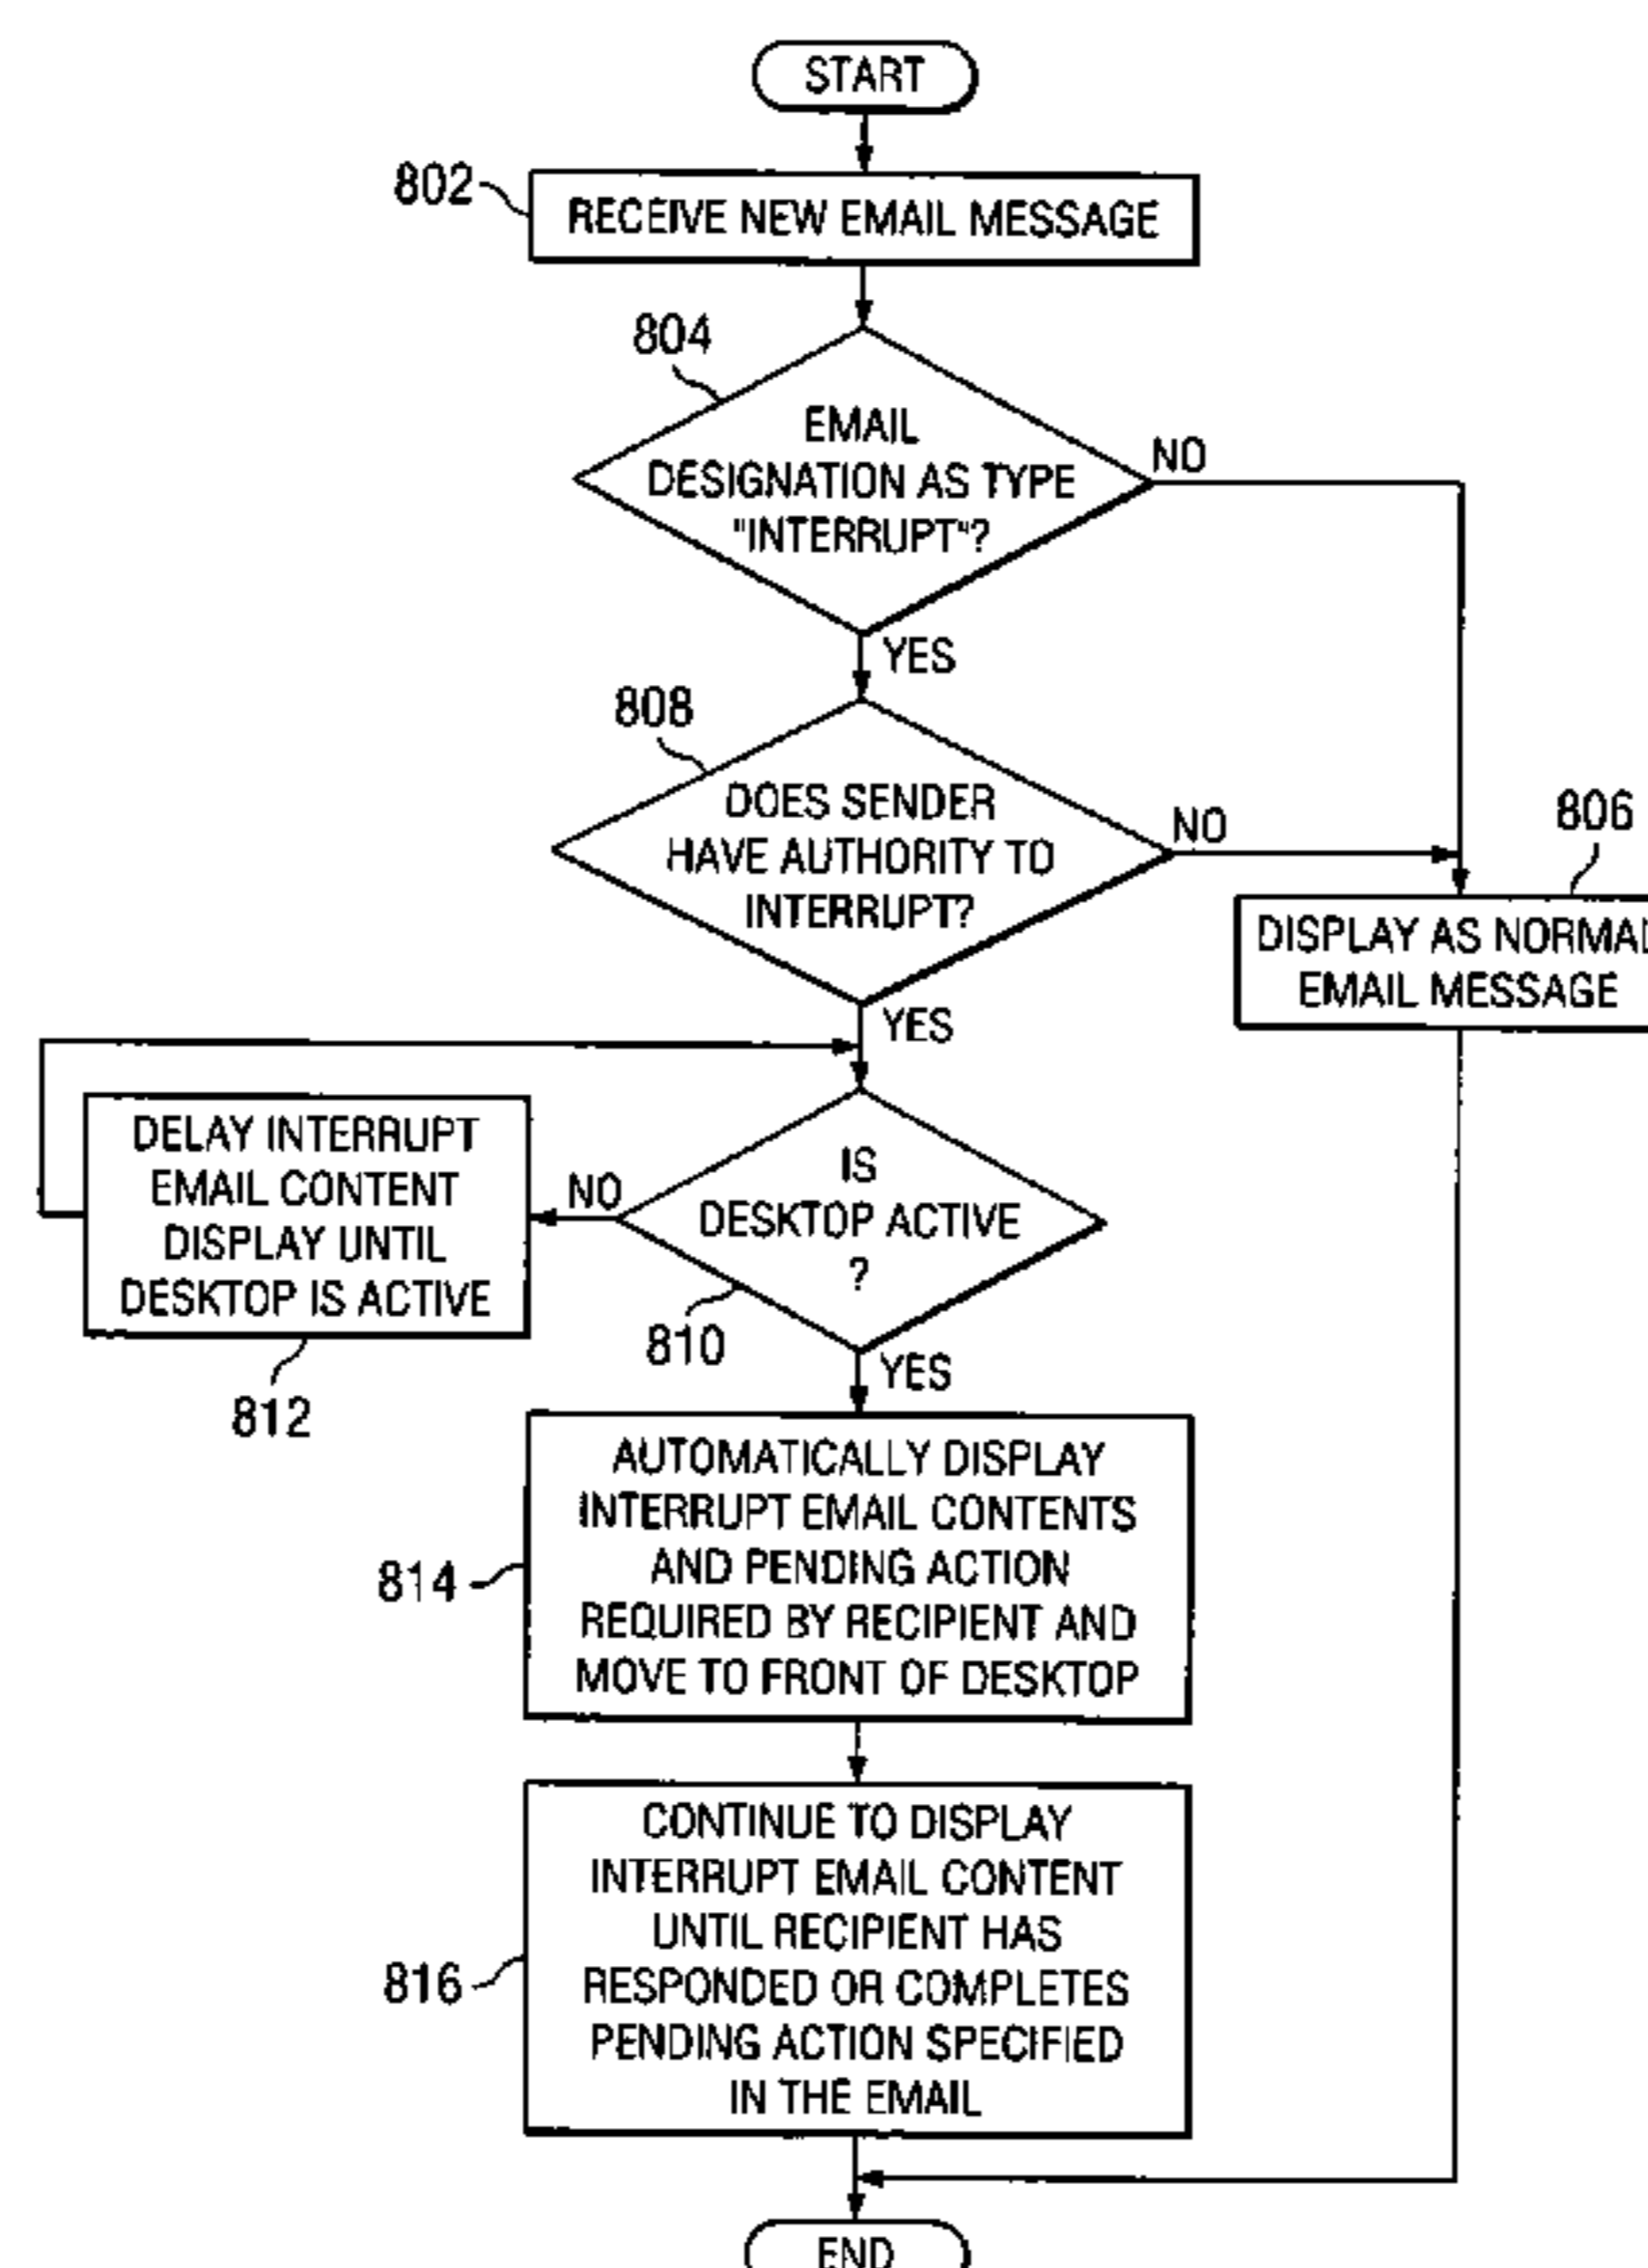 START
802
RECEIVE NEW EMAIL MESSAGE
804
EMAIL
DESIGNATION AS TYPE
"INTERRUPT"?
NO
YES
808
DOES SENDER
HAVE AUTHORITY TO
INTERRUPT?
NO
YES
806
DISPLAY AS NORMAL
EMAIL MESSAGE
DELAY INTERRUPT
EMAIL CONTENT
DISPLAY UNTIL
DESKTOP IS ACTIVE
812
NO
IS
DESKTOP ACTIVE
?
810
YES
814
AUTOMATICALLY DISPLAY
INTERRUPT EMAIL CONTENTS
AND PENDING ACTION
REQUIRED BY RECIPIENT AND
MOVE TO FRONT OF DESKTOP
816
CONTINUE TO DISPLAY
INTERRUPT EMAIL CONTENT
UNTIL RECIPIENT HAS
RESPONDED OR COMPLETES
PENDING ACTION SPECIFIED
IN THE EMAIL
END